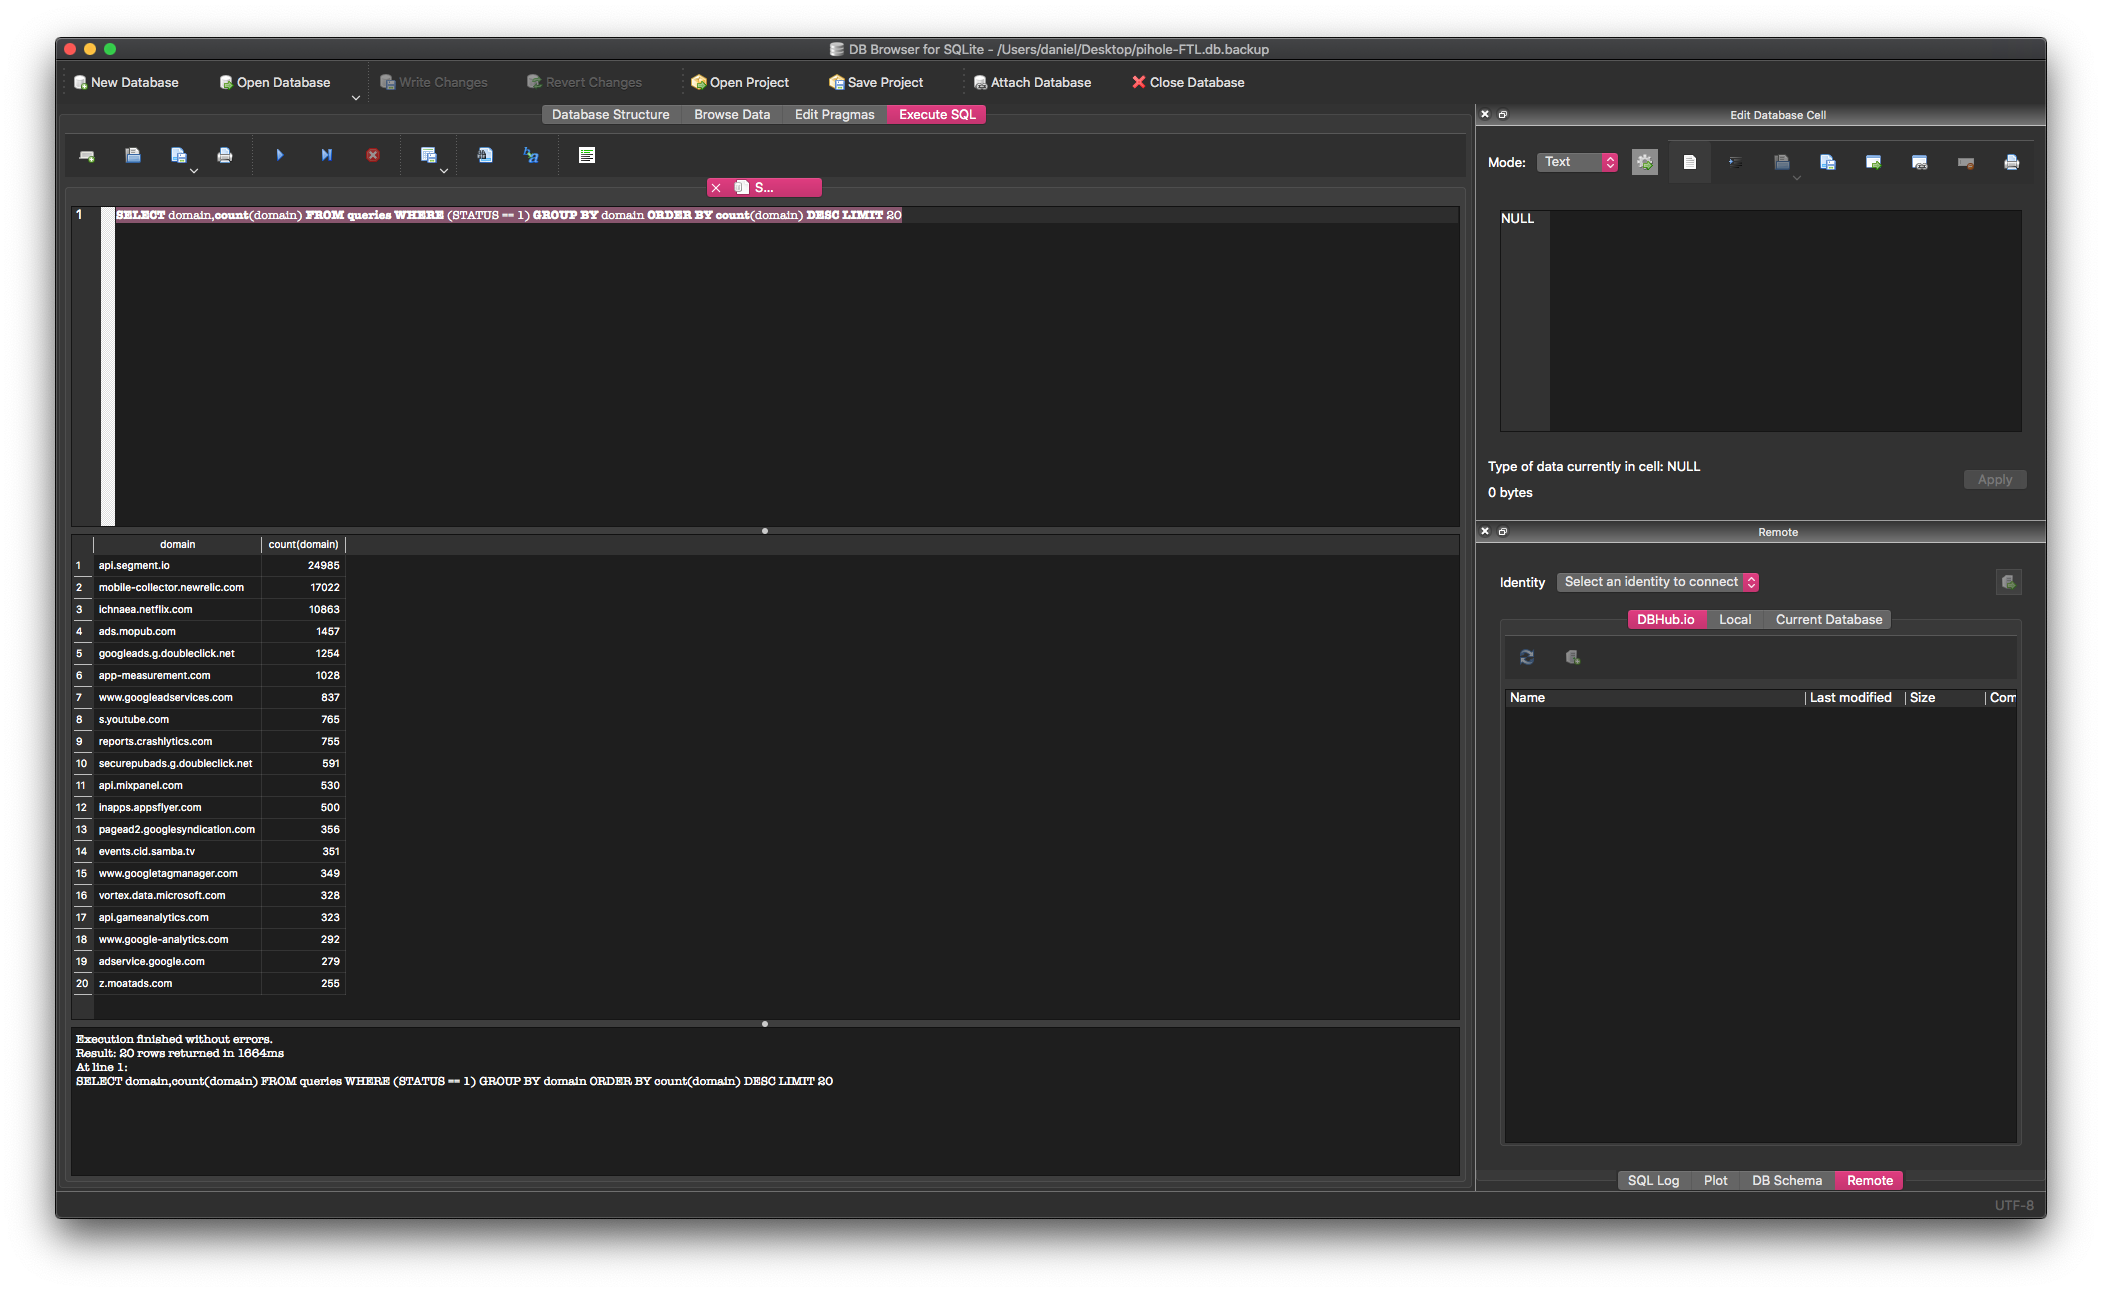 DB Browser for SQLite - /Users/daniel/Desktop/pihole-FTL.db.backup
New Database Open Database Write Changes Revert Changes Open Project Save Project Attach Database Close Database
Database Structure Browse Data Edit Pragmas Execute SQL
S...
1 SELECT domain,count(domain) FROM queries WHERE (STATUS == 1) GROUP BY domain ORDER BY count(domain) DESC LIMIT 20
domain count(domain)
1 api.segment.io 24985
2 mobile-collector.newrelic.com 17022
3 ichnaea.netflix.com 10863
4 ads.mopub.com 1457
5 googleads.g.doubleclick.net 1254
6 app-measurement.com 1028
7 www.googleadservices.com 837
8 s.youtube.com 765
9 reports.crashlytics.com 755
10 securepubads.g.doubleclick.net 591
11 api.mixpanel.com 530
12 inapps.appsflyer.com 500
13 pagead2.googlesyndication.com 356
14 events.cid.samba.tv 351
15 www.googletagmanager.com 349
16 vortex.data.microsoft.com 328
17 api.gameanalytics.com 323
18 www.google-analytics.com 292
19 adservice.google.com 279
20 z.moatads.com 255
Execution finished without errors.
Result: 20 rows returned in 1664ms
At line 1:
SELECT domain,count(domain) FROM queries WHERE (STATUS == 1) GROUP BY domain ORDER BY count(domain) DESC LIMIT 20
Edit Database Cell
Mode: Text
NULL
Type of data currently in cell: NULL
0 bytes
Apply
Remote
Identity Select an identity to connect
DBHub.io Local Current Database
Name Last modified Size Com
SQL Log Plot DB Schema Remote
UTF-8